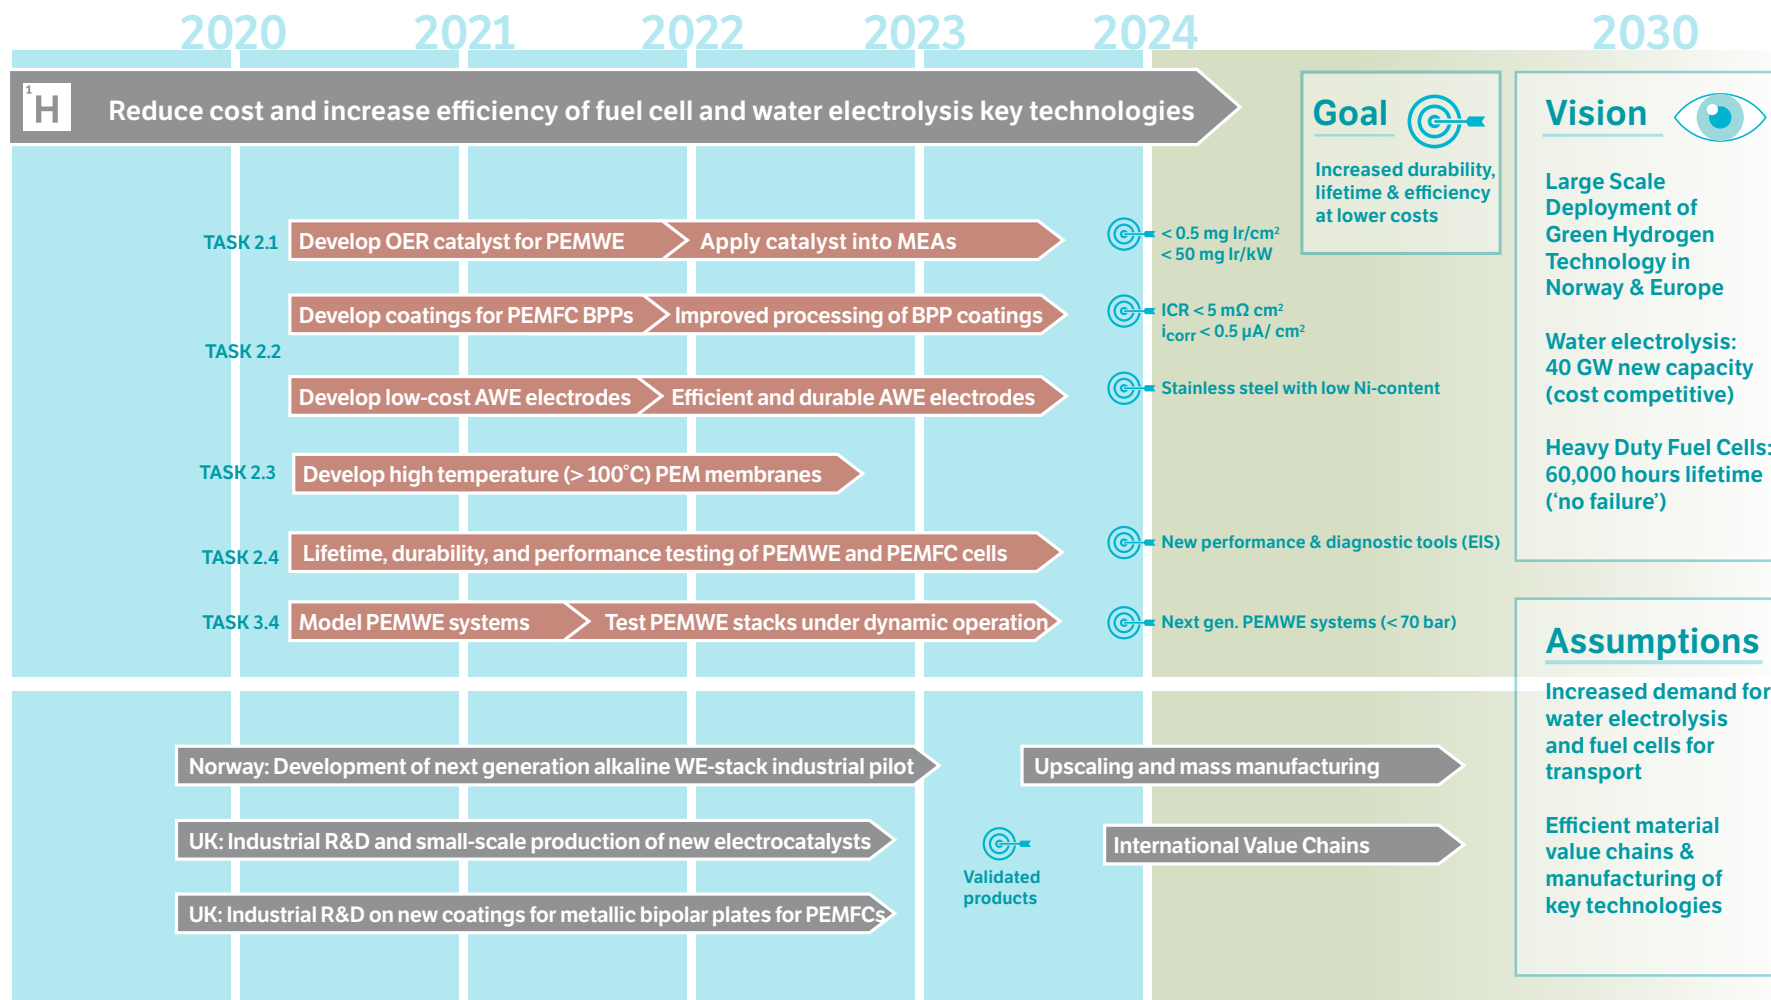 2020 2021 2022 2023 2024 2030
1
H
Reduce cost and increase efficiency of fuel cell and water electrolysis key technologies
Goal
Increased durability,
lifetime & efficiency
at lower costs
Vision
Large Scale
Deployment of
Green Hydrogen
Technology in
Norway & Europe
Water electrolysis:
40 GW new capacity
(cost competitive)
Heavy Duty Fuel Cells:
60,000 hours lifetime
('no failure')
TASK 2.1
Develop OER catalyst for PEMWE
Apply catalyst into MEAs
< 0.5 mg Ir/cm²
< 50 mg Ir/kW
TASK 2.2
Develop coatings for PEMFC BPPs
Improved processing of BPP coatings
ICR < 5 mΩ cm²
icorr < 0.5 µA/ cm²
Develop low-cost AWE electrodes
Efficient and durable AWE electrodes
Stainless steel with low Ni-content
TASK 2.3
Develop high temperature (> 100°C) PEM membranes
TASK 2.4
Lifetime, durability, and performance testing of PEMWE and PEMFC cells
New performance & diagnostic tools (EIS)
TASK 3.4
Model PEMWE systems
Test PEMWE stacks under dynamic operation
Next gen. PEMWE systems (< 70 bar)
Assumptions
Increased demand for
water electrolysis
and fuel cells for
transport
Efficient material
value chains &
manufacturing of
key technologies
Norway: Development of next generation alkaline WE-stack industrial pilot
Upscaling and mass manufacturing
UK: Industrial R&D and small-scale production of new electrocatalysts
Validated
products
International Value Chains
UK: Industrial R&D on new coatings for metallic bipolar plates for PEMFCs